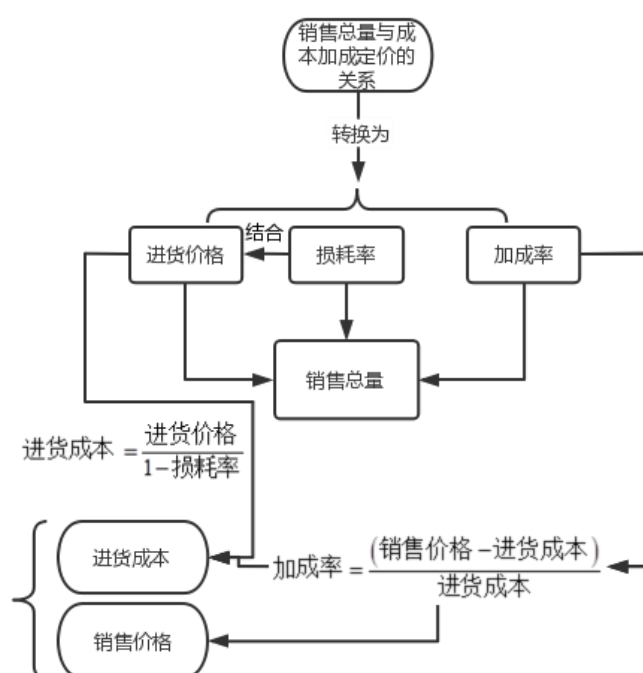 销售总量与成
本加成定价的
关系
转换为
结合
进货价格
损耗率
加成率
销售总量
进货成本 = 进货价格 / 1-损耗率
进货成本
加成率 = (销售价格-进货成本) / 进货成本
销售价格